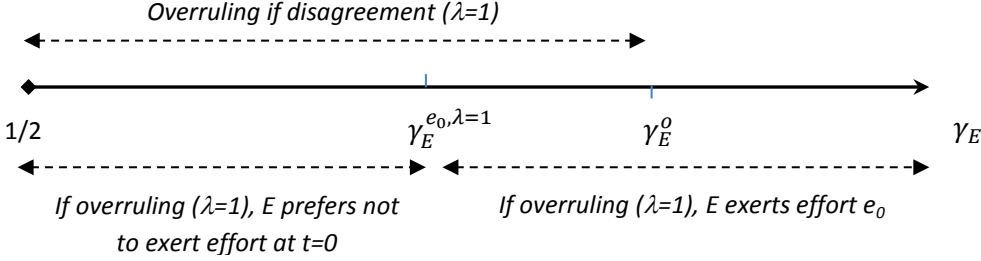 Overruling if disagreement (λ=1)
1/2 γ_E^{e_0,λ=1} γ_E^o γ_E
If overruling (λ=1), E prefers not
to exert effort at t=0
If overruling (λ=1), E exerts effort e_0